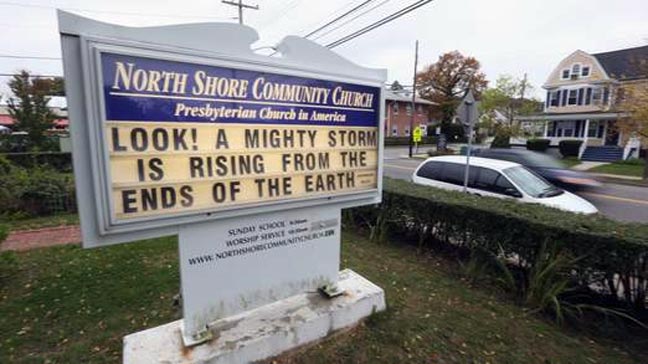 NORTH SHORE COMMUNITY CHURCH
Presbyterian Church in America
LOOK! A MIGHTY STORM
IS RISING FROM THE
ENDS OF THE EARTH
SUNDAY SCHOOL
WORSHIP SERVICE
WWW.NORTHSHORECOMMUNITYCHURCH.